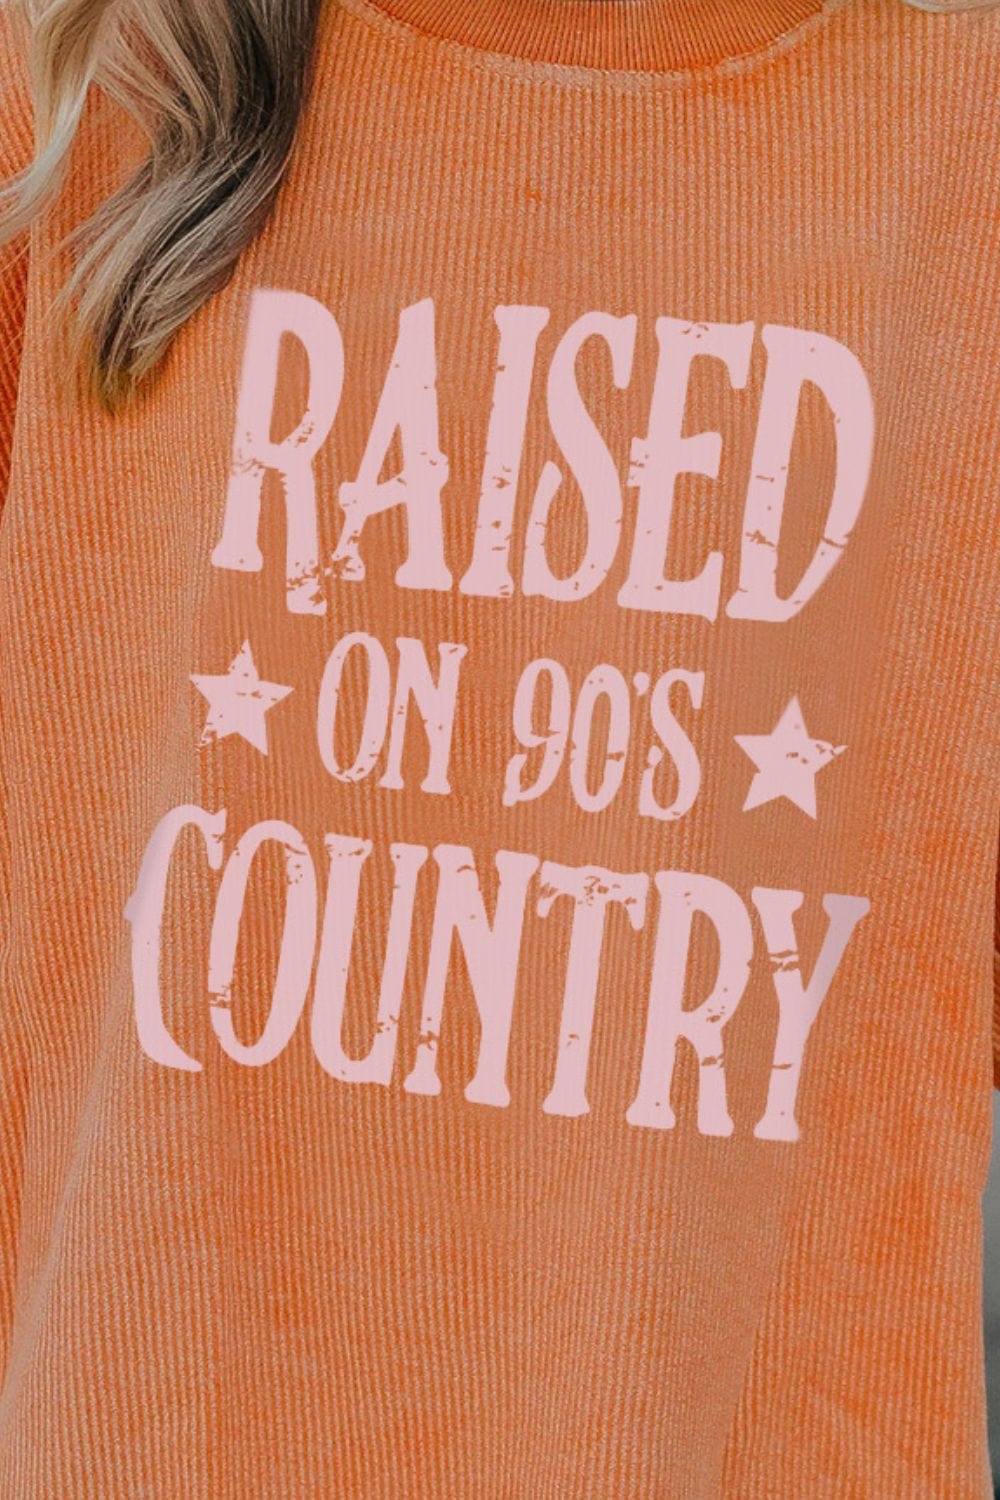 RAISED
ON 90'S
COUNTRY